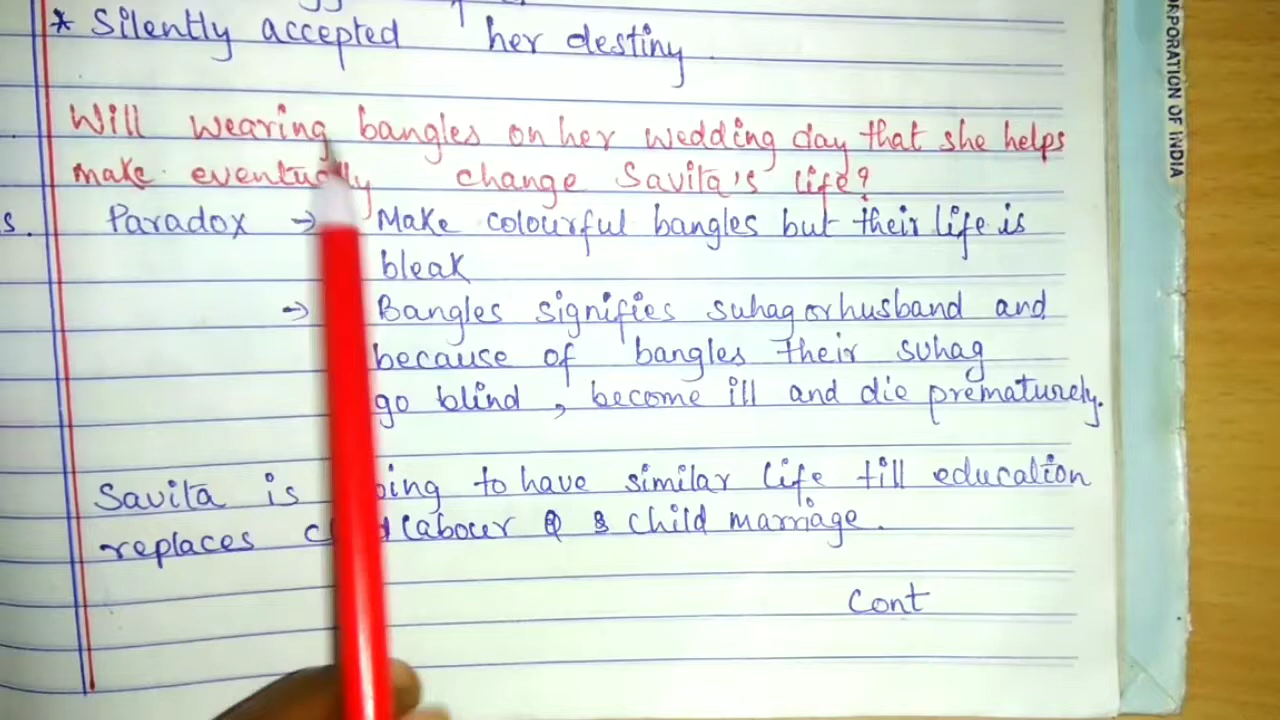 * Silently accepted her destiny
Will wearing bangles on her wedding day that she helps
make eventually change Savita's life?
s. Paradox → Make colourful bangles but their life is
bleak
→ Bangles signifies suhag or husband and
because of bangles their suhag
go blind, become ill and die prematurely.
Savita is to have similar life till education
replaces labour & child marriage.
Cont
RPORATION OF INDIA